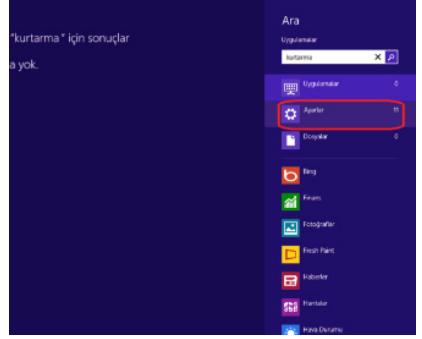 Ara
Uygulamalar
"kurtarma" için sonuçlar
kurtarma
a yok.
Uygulamalar 0
Ayarlar 11
Dosyalar 0
Bing
Finans
Fotoğraflar
Fresh Paint
Haberler
Haritalar
Hava Durumu